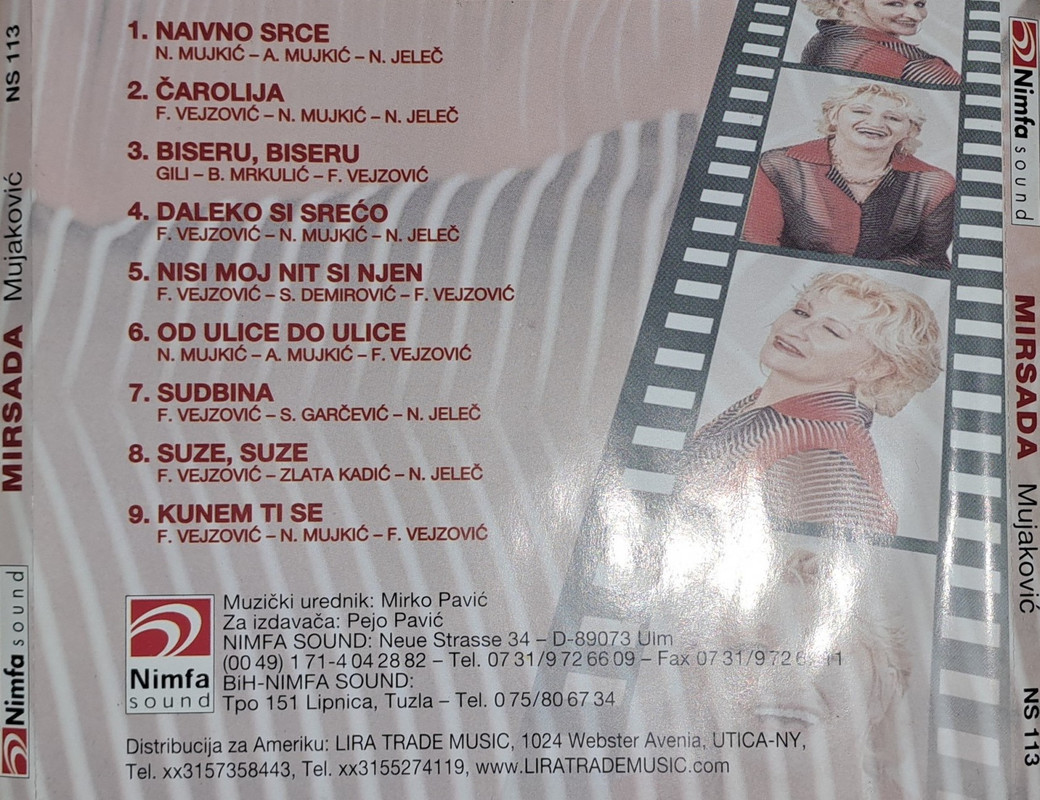 1. NAIVNO SRCE
N. MUJKIĆ – A. MUJKIĆ – N. JELEČ
2. ČAROLIJA
F. VEJZOVIĆ – N. MUJKIĆ – N. JELEČ
3. BISERU, BISERU
GILI – B. MRKULIĆ – F. VEJZOVIĆ
4. DALEKO SI SREĆO
F. VEJZOVIĆ – N. MUJKIĆ – N. JELEČ
5. NISI MOJ NIT SI NJEN
F. VEJZOVIĆ – S. DEMIROVIĆ – F. VEJZOVIĆ
6. OD ULICE DO ULICE
N. MUJKIĆ – A. MUJKIĆ – F. VEJZOVIĆ
7. SUDBINA
F. VEJZOVIĆ – S. GARČEVIĆ – N. JELEČ
8. SUZE, SUZE
F. VEJZOVIĆ – ZLATA KADIĆ – N. JELEČ
9. KUNEM TI SE
F. VEJZOVIĆ – N. MUJKIĆ – F. VEJZOVIĆ
Nimfa
sound
Muzički urednik: Mirko Pavić
Za izdavača: Pejo Pavić
NIMFA SOUND: Neue Strasse 34 – D-89073 Ulm
(00 49) 1 71-4 04 28 82 – Tel. 07 31/9 72 66 09 – Fax 07 31/9 72
BiH-NIMFA SOUND:
Tpo 151 Lipnica, Tuzla – Tel. 0 75/80 67 34
Distribucija za Ameriku: LIRA TRADE MUSIC, 1024 Webster Avenia, UTICA-NY,
Tel. xx3157358443, Tel. xx3155274119, www.LIRATRADEMUSIC.com
Nimfa sound MIRSADA Mujaković NS 113
Nimfa sound MIRSADA Mujaković NS 113